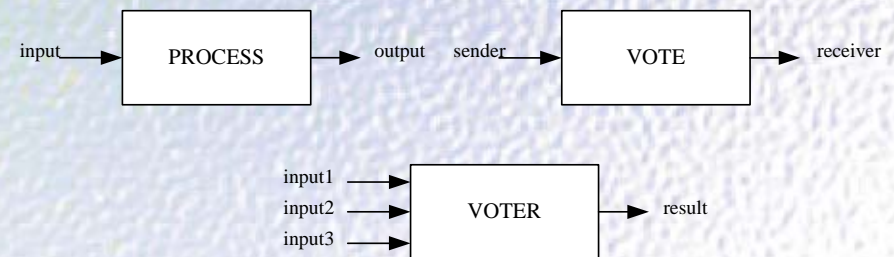 input PROCESS output sender VOTE receiver
input1
input2 VOTER result
input3